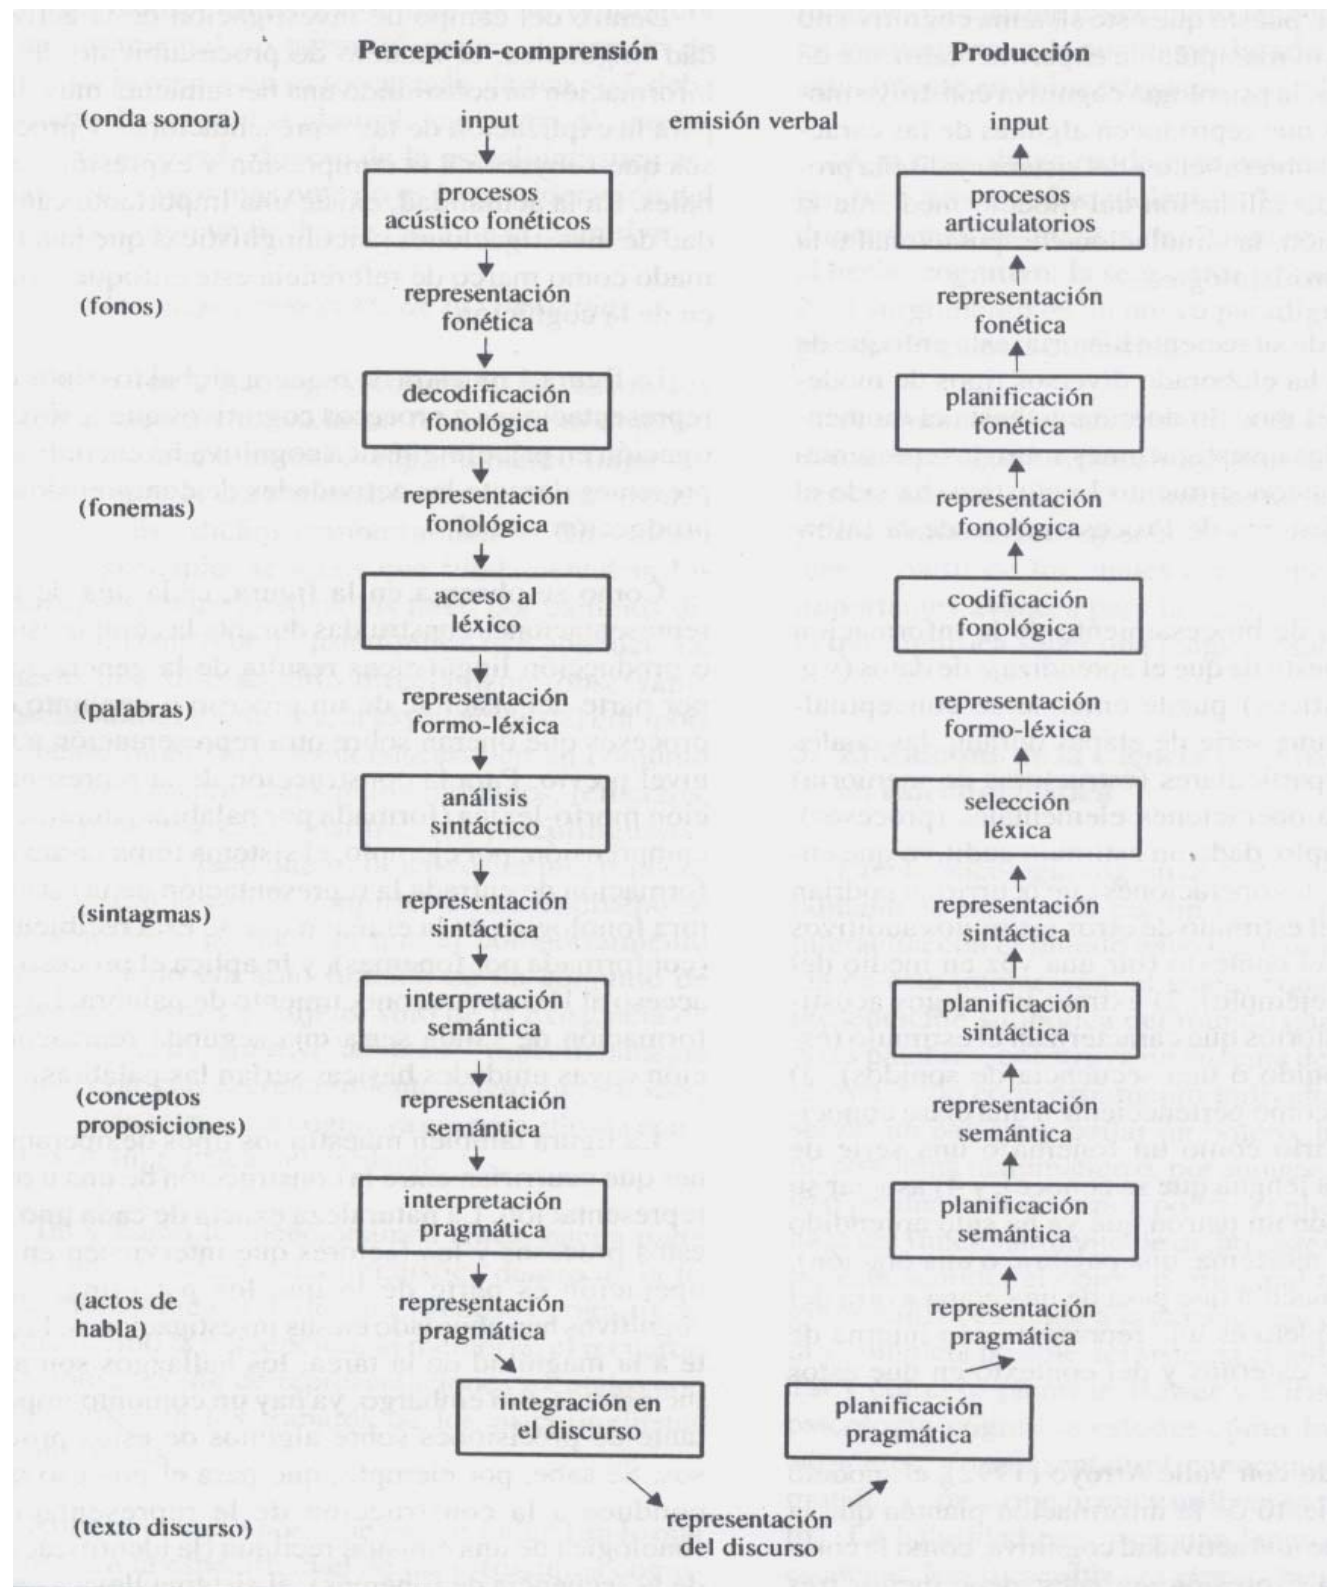 Percepción-comprensión Producción
(onda sonora) input emisión verbal input
procesos procesos
acústico fonéticos articulatorios
representación representación
(fonos) fonética fonética
decodificación planificación
fonológica fonética
representación representación
(fonemas) fonológica fonológica
acceso al codificación
léxico fonológica
representación representación
(palabras) formo-léxica formo-léxica
análisis selección
sintáctico léxica
representación representación
(sintagmas) sintáctica sintáctica
interpretación planificación
semántica sintáctica
(conceptos representación representación
proposiciones) semántica semántica
interpretación planificación
pragmática semántica
(actos de representación representación
habla) pragmática pragmática
integración en planificación
el discurso pragmática
representación
(texto discurso) del discurso